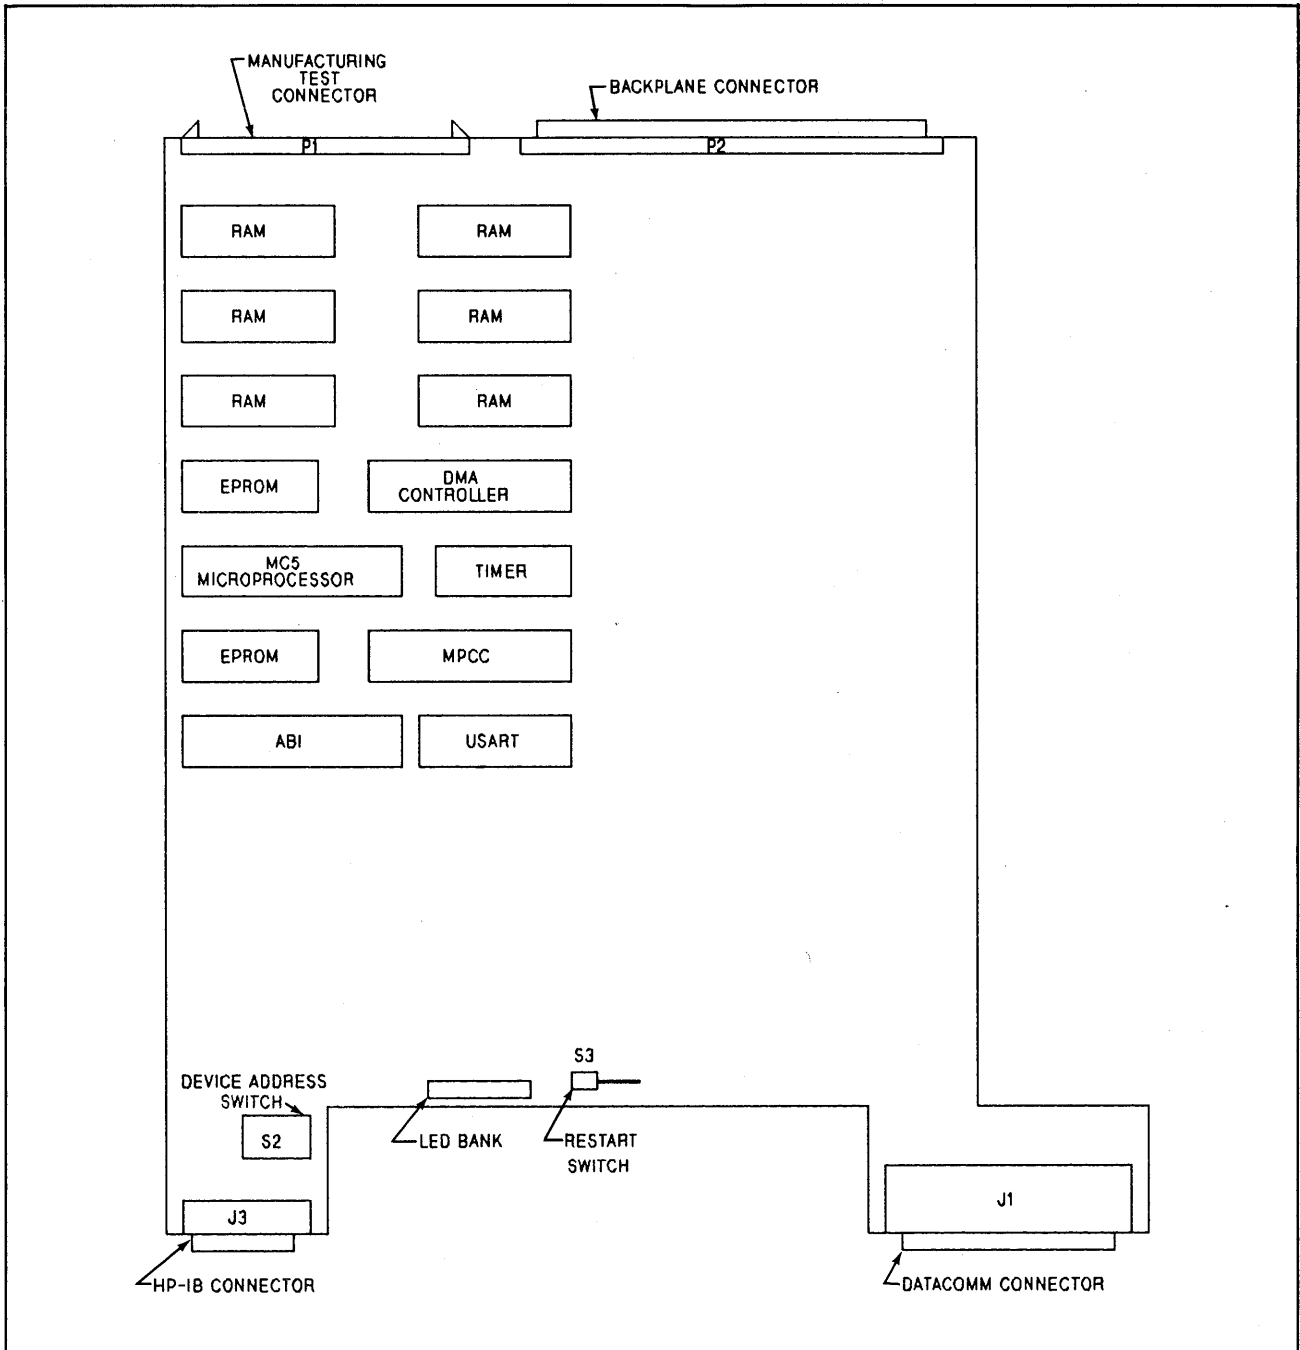 MANUFACTURING
TEST
CONNECTOR
BACKPLANE CONNECTOR
P1
P2
RAM
RAM
RAM
RAM
RAM
RAM
EPROM
DMA
CONTROLLER
MC5
MICROPROCESSOR
TIMER
EPROM
MPCC
ABI
USART
S3
DEVICE ADDRESS
SWITCH
S2
LED BANK
RESTART
SWITCH
J3
J1
HP-IB CONNECTOR
DATACOMM CONNECTOR